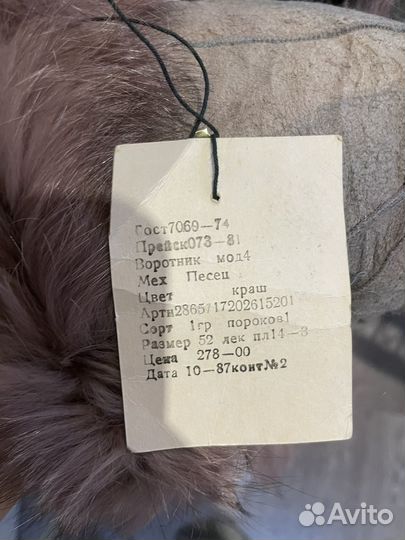 Гост7069-74
Прейск073-81
Воротник мод4
Мех Песец
Цвет краш
Артн2865717202615201
Сорт 1гр пороков1
Размер 52 лек пл14-3
Цена 278-00
Дата 10-87конт№2
Avito